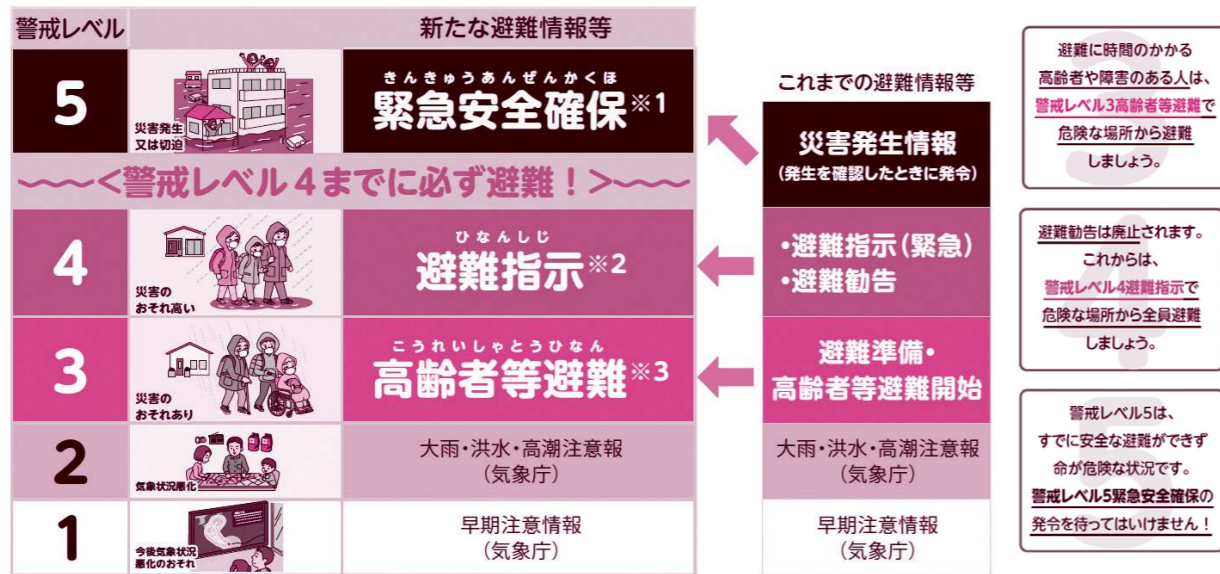 警戒レベル
新たな避難情報等
5
災害発生
又は切迫
きんきゅうあんぜんかくほ
緊急安全確保※1
〜〜〜<警戒レベル4までに必ず避難！>〜〜〜
4
災害の
おそれ高い
ひなんしじ
避難指示※2
3
災害の
おそれあり
こうれいしゃとうひなん
高齢者等避難※3
2
気象状況悪化
大雨・洪水・高潮注意報
(気象庁)
1
今後気象状況
悪化のおそれ
早期注意情報
(気象庁)
これまでの避難情報等
災害発生情報
(発生を確認したときに発令)
・避難指示(緊急)
・避難勧告
避難準備・
高齢者等避難開始
大雨・洪水・高潮注意報
(気象庁)
早期注意情報
(気象庁)
3
避難に時間のかかる
高齢者や障害のある人は、
警戒レベル3高齢者等避難で
危険な場所から避難
しましょう。
4
避難勧告は廃止されます。
これからは、
警戒レベル4避難指示で
危険な場所から全員避難
しましょう。
5
警戒レベル5は、
すでに安全な避難ができず
命が危険な状況です。
警戒レベル5緊急安全確保の
発令を待ってはいけません！